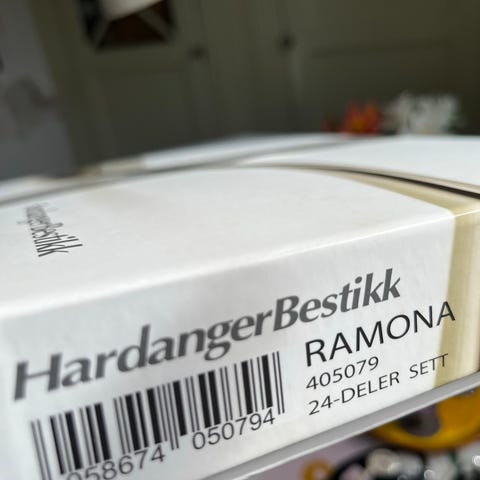 HardangerBestikk
HardangerBestikk
RAMONA
405079
24-DELER SETT
058674 050794